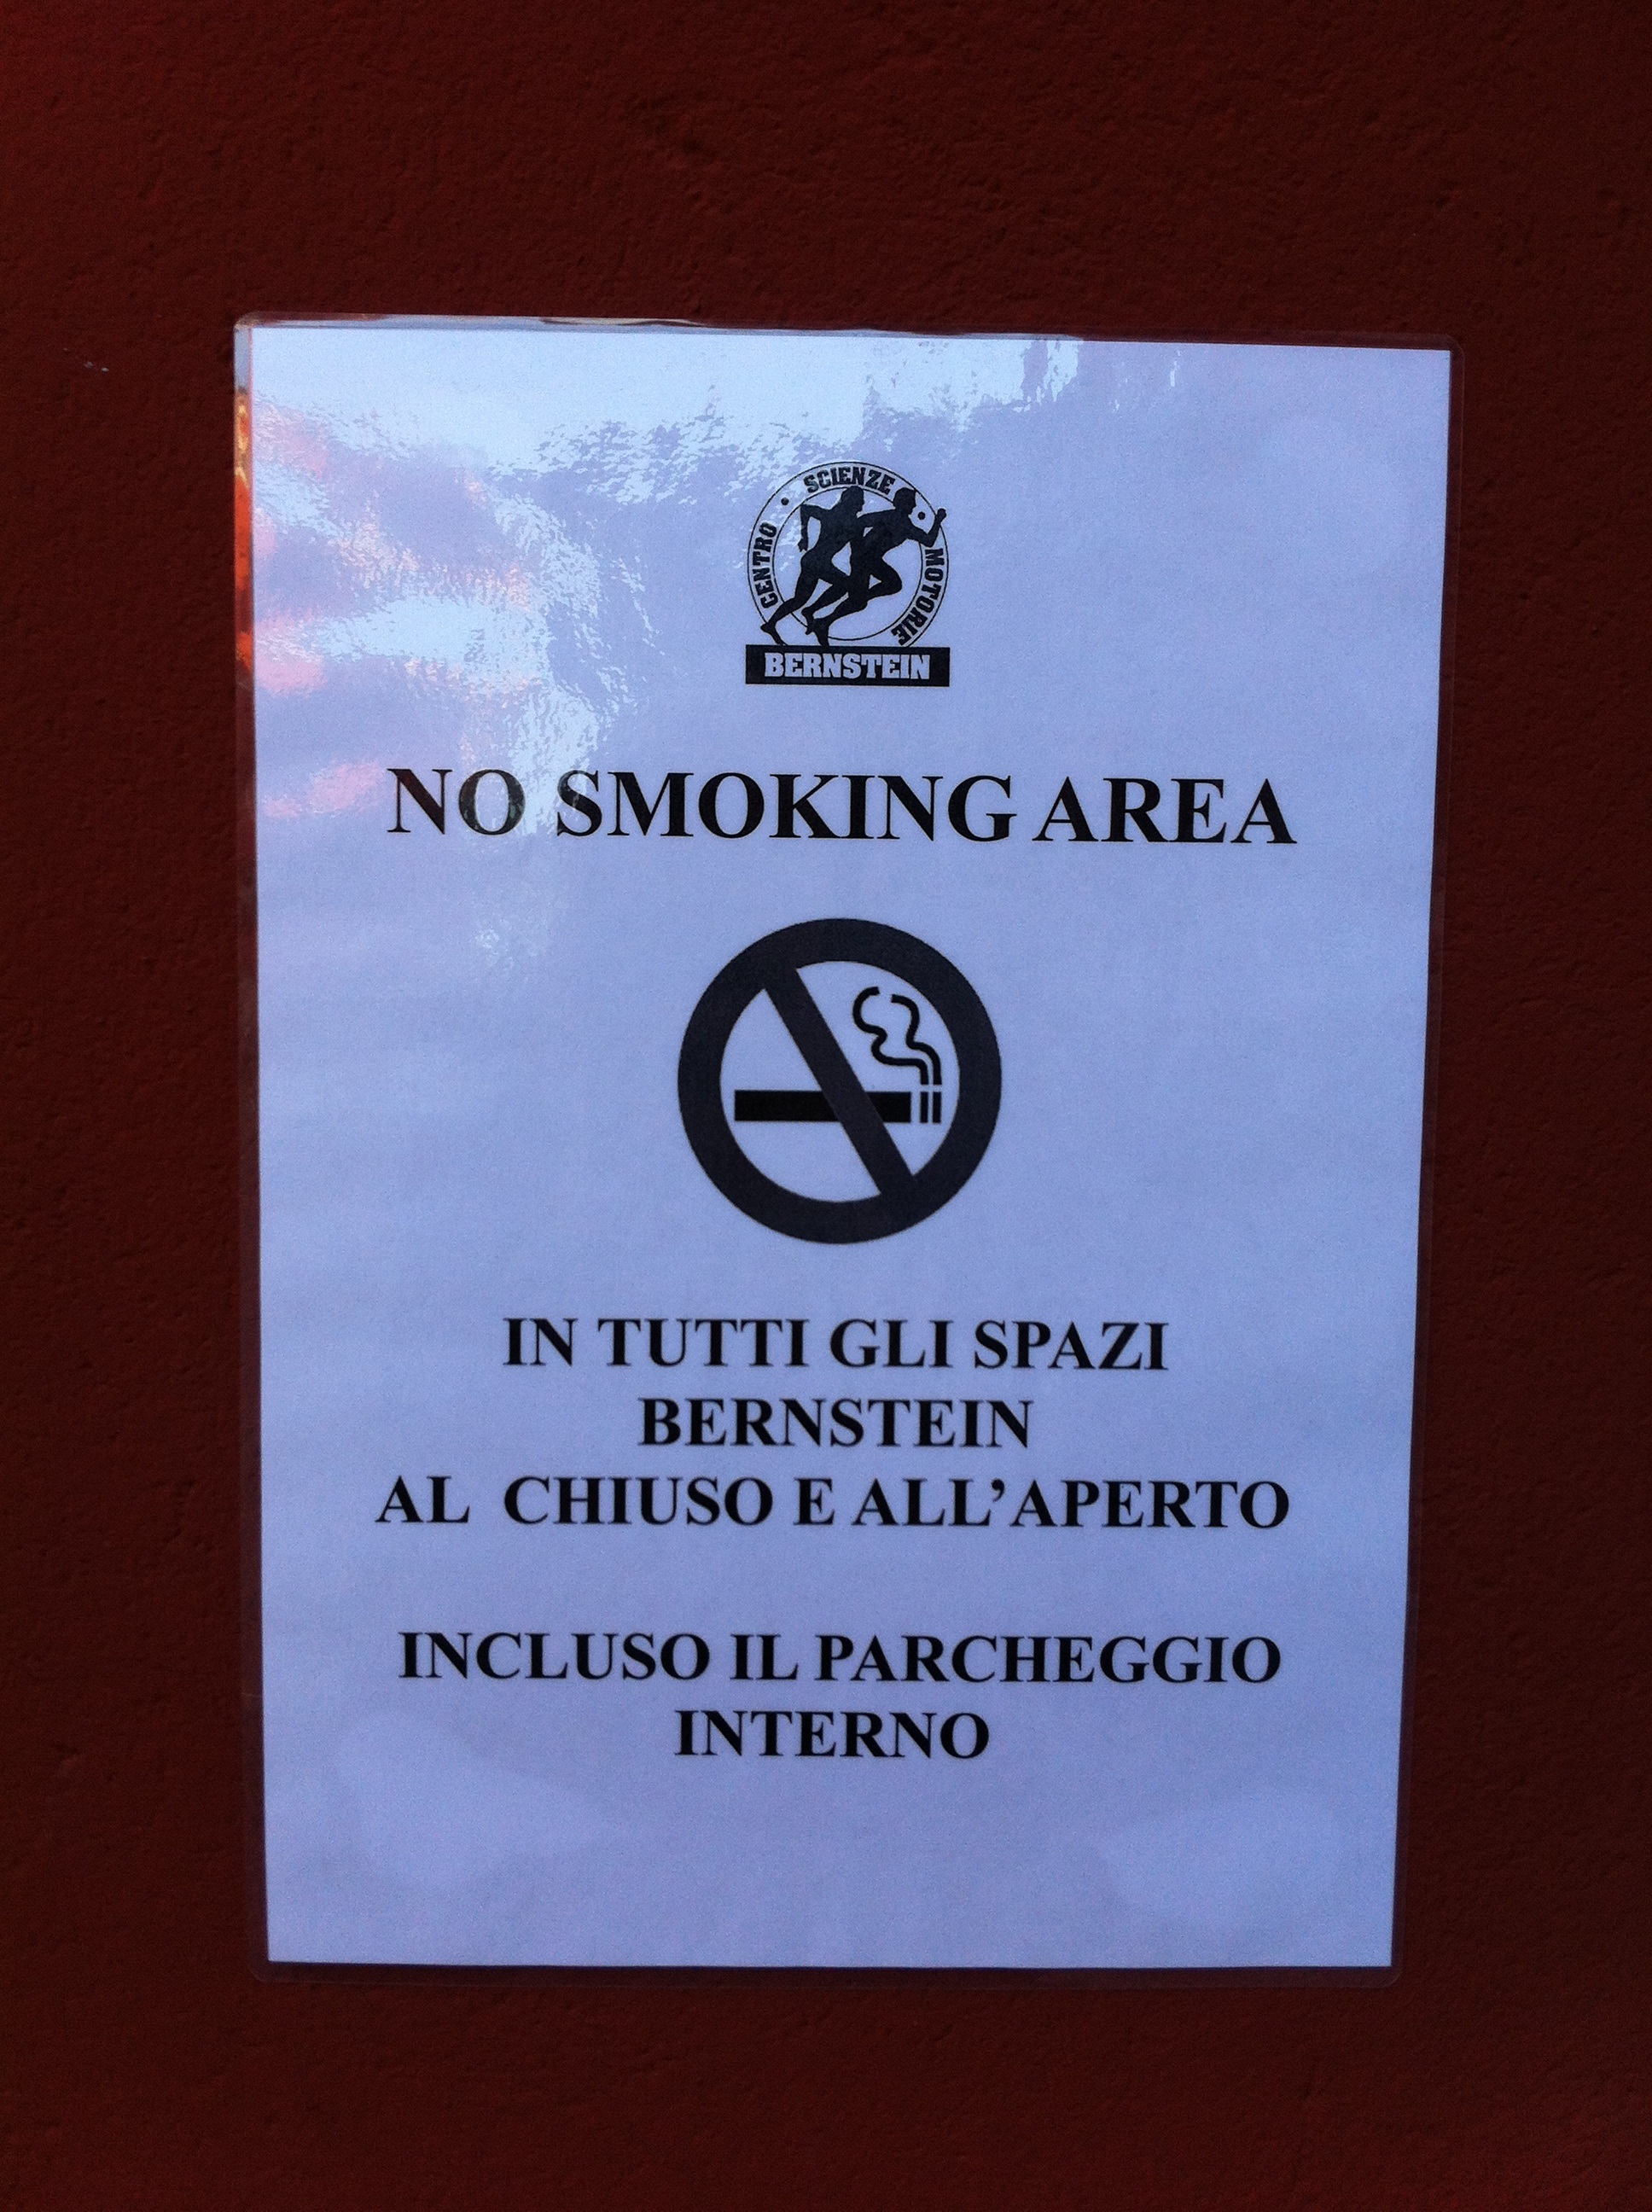 CENTRO · SCIENZE · MOTORIE
BERNSTEIN
NO SMOKING AREA
IN TUTTI GLI SPAZI
BERNSTEIN
AL CHIUSO E ALL'APERTO
INCLUSO IL PARCHEGGIO
INTERNO